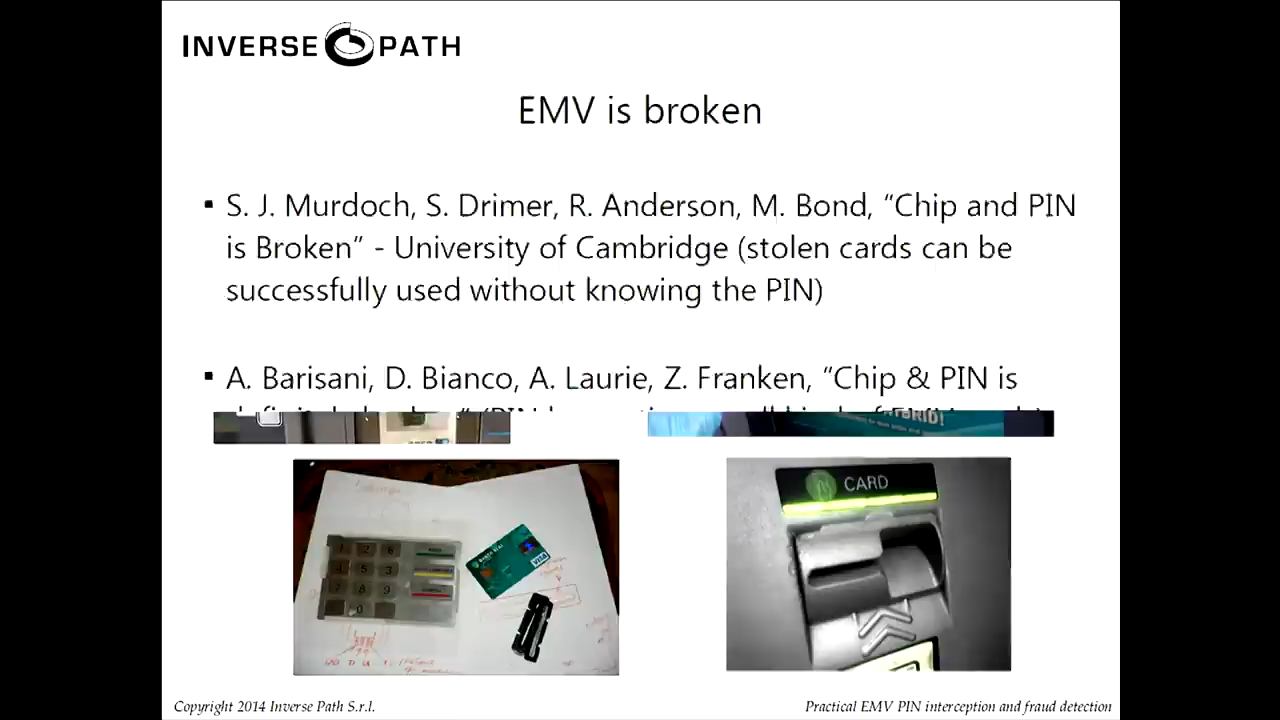 INVERSE PATH
EMV is broken
▪ S. J. Murdoch, S. Drimer, R. Anderson, M. Bond, “Chip and PIN
is Broken” - University of Cambridge (stolen cards can be
successfully used without knowing the PIN)
▪ A. Barisani, D. Bianco, A. Laurie, Z. Franken, “Chip & PIN is
CARD
VISA
Copyright 2014 Inverse Path S.r.l.
Practical EMV PIN interception and fraud detection